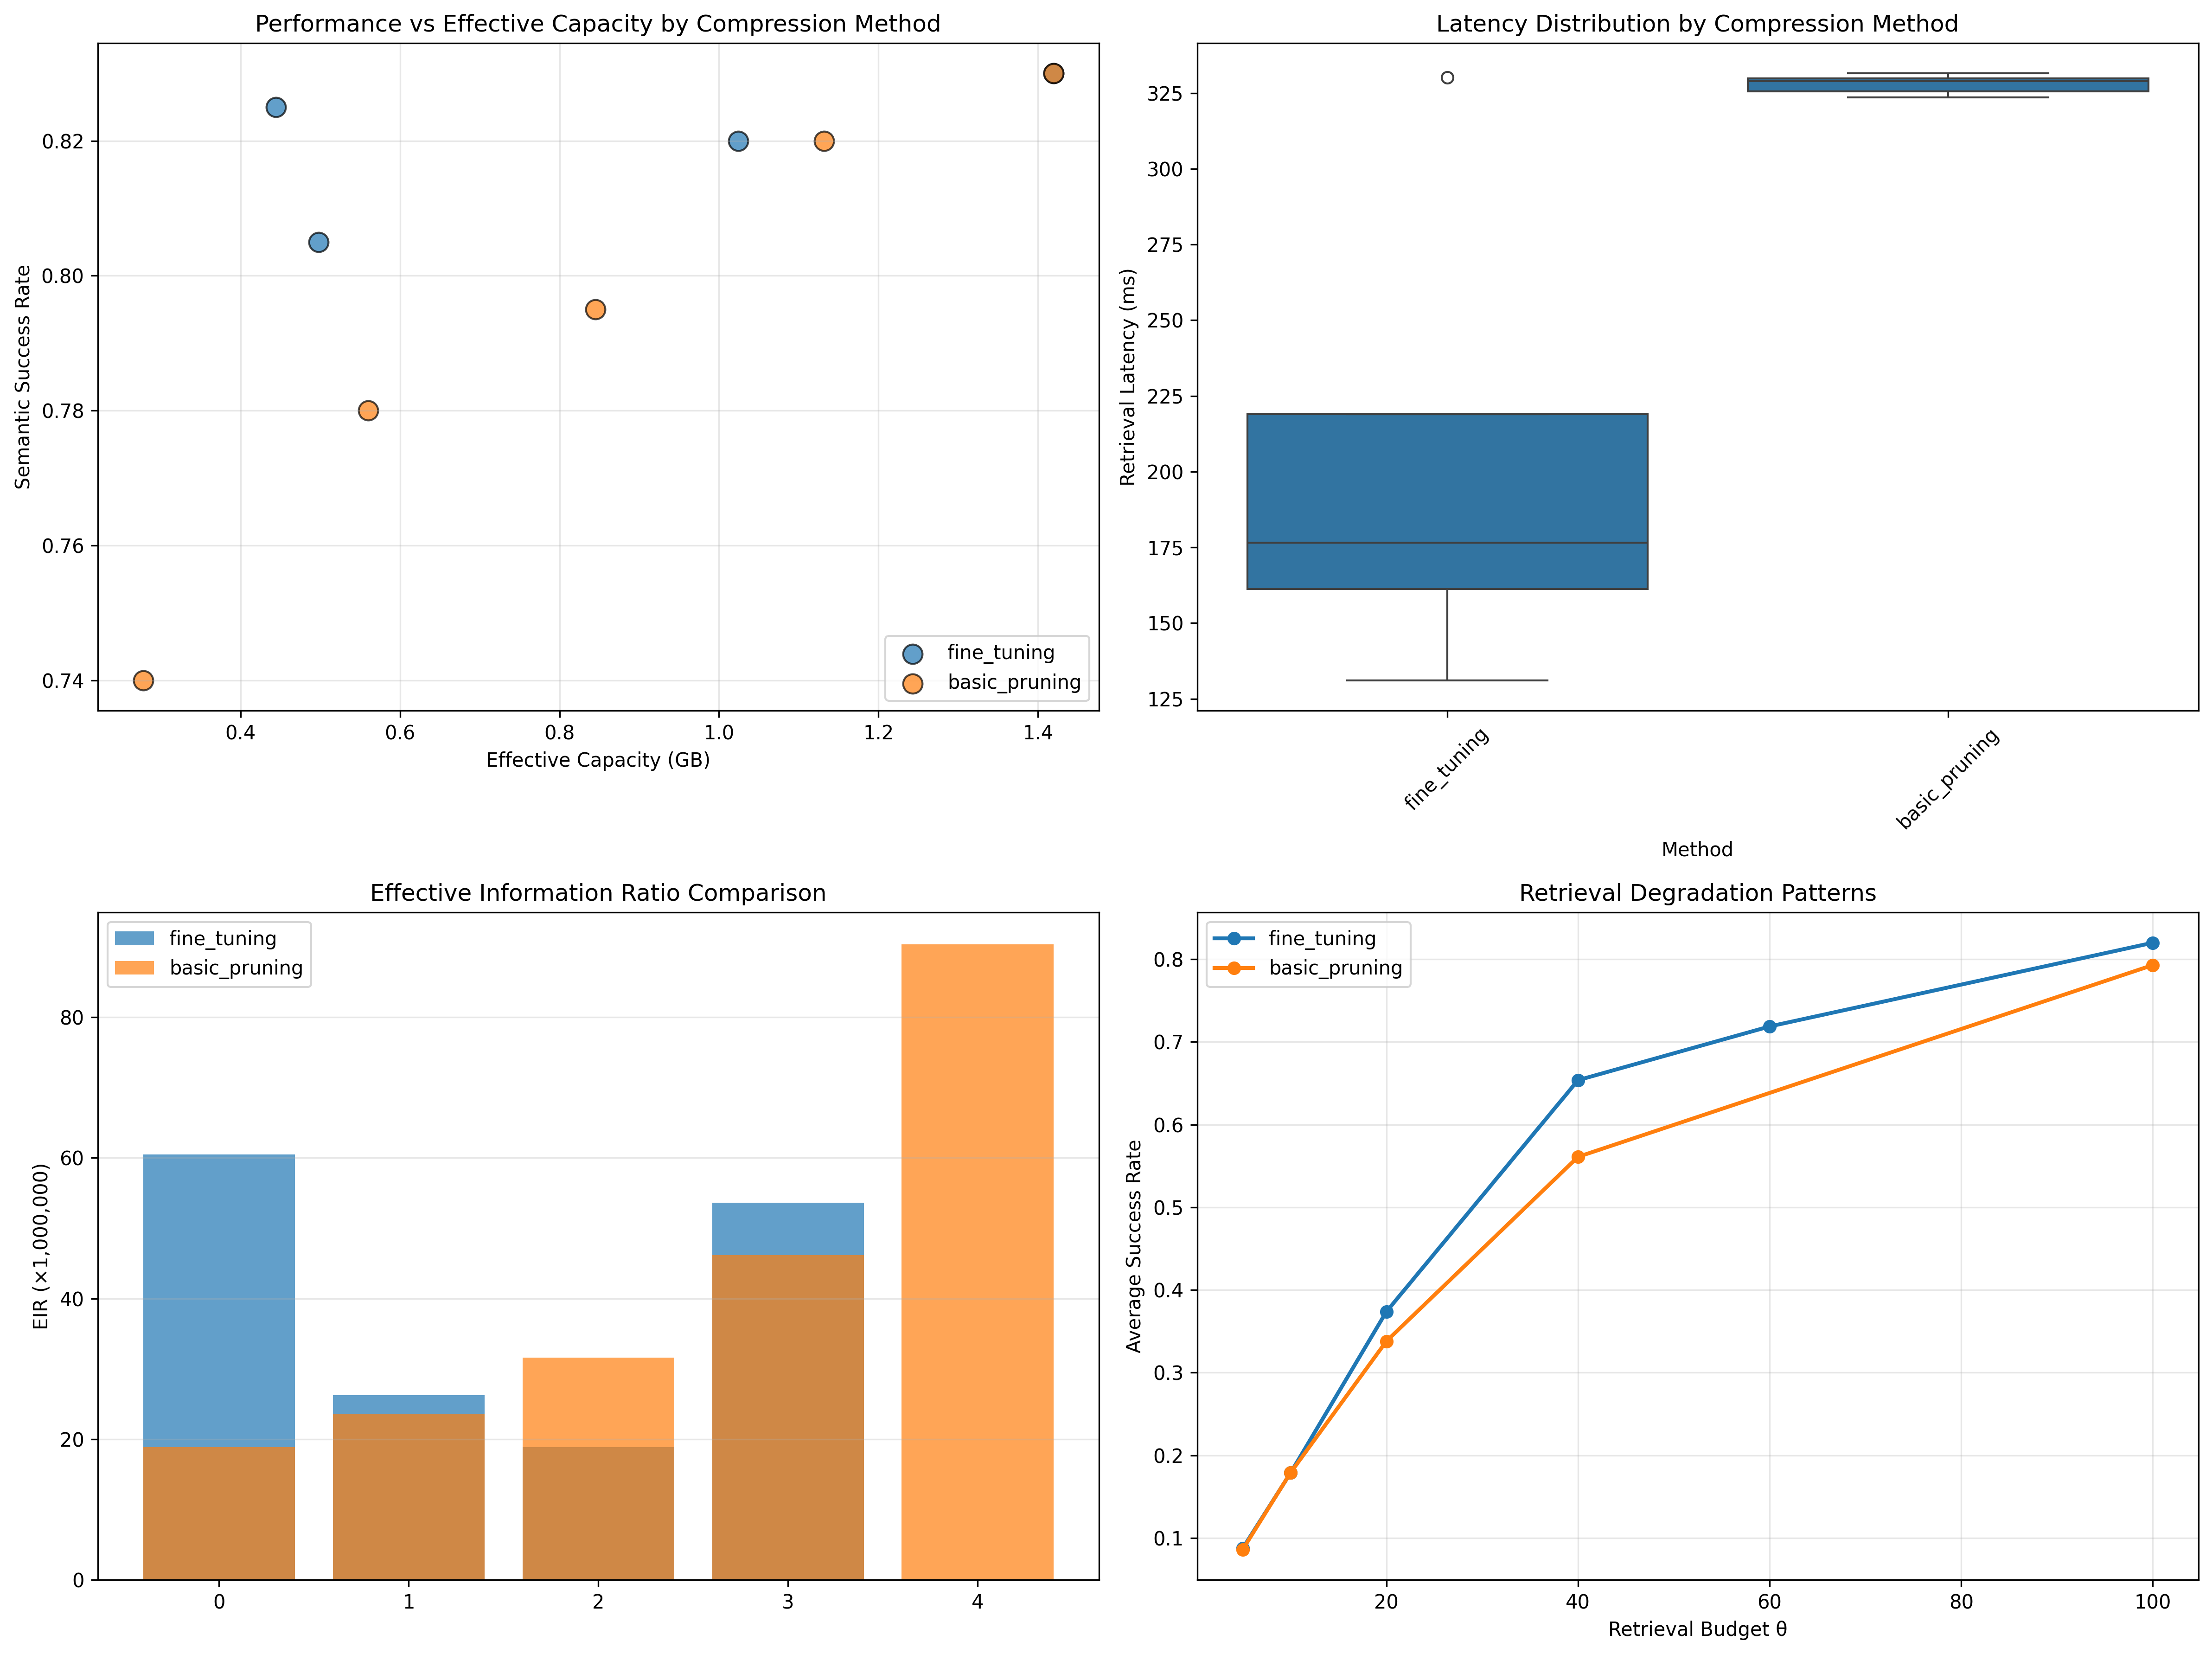 Performance vs Effective Capacity by Compression Method
Semantic Success Rate
0.82
0.80
0.78
0.76
0.74
0.4 0.6 0.8 1.0 1.2 1.4
Effective Capacity (GB)
fine_tuning
basic_pruning
Latency Distribution by Compression Method
Retrieval Latency (ms)
325
300
275
250
225
200
175
150
125
fine_tuning
basic_pruning
Method
Effective Information Ratio Comparison
EIR (×1,000,000)
80
60
40
20
0
0 1 2 3 4
fine_tuning
basic_pruning
Retrieval Degradation Patterns
Average Success Rate
0.8
0.7
0.6
0.5
0.4
0.3
0.2
0.1
20 40 60 80 100
Retrieval Budget θ
fine_tuning
basic_pruning